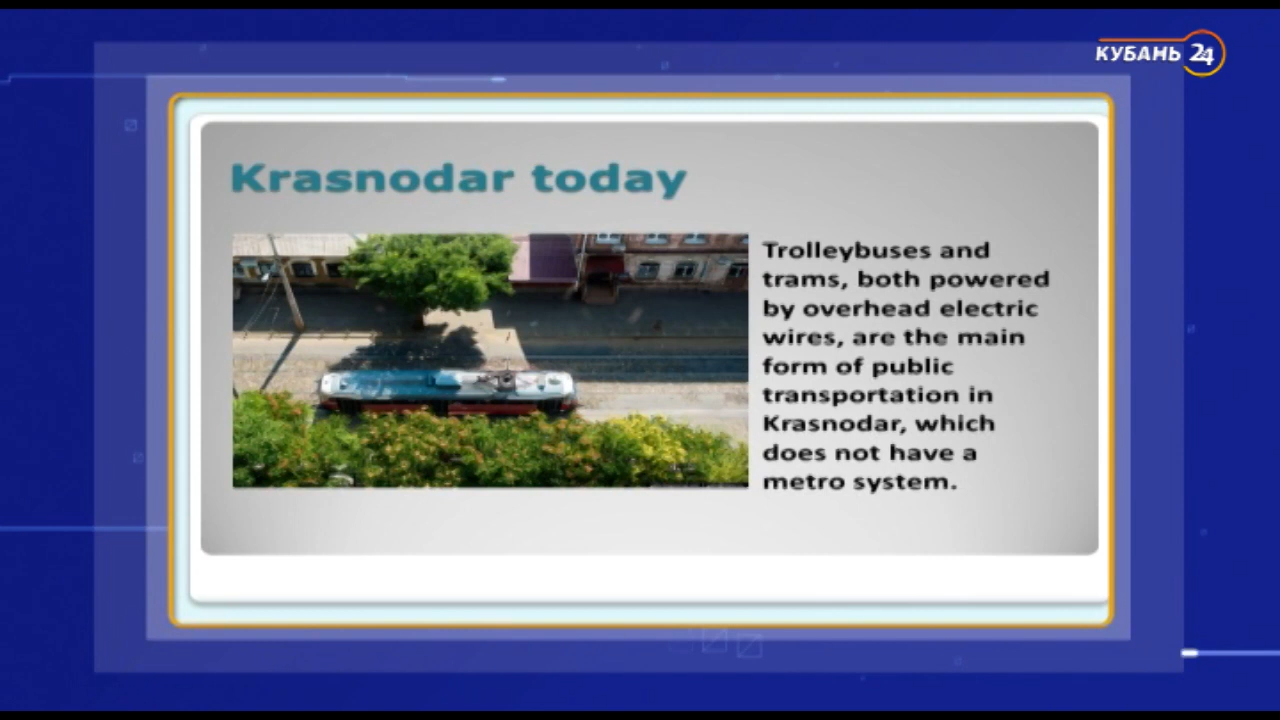 КУБАНЬ 24
Krasnodar today
Trolleybuses and
trams, both powered
by overhead electric
wires, are the main
form of public
transportation in
Krasnodar, which
does not have a
metro system.